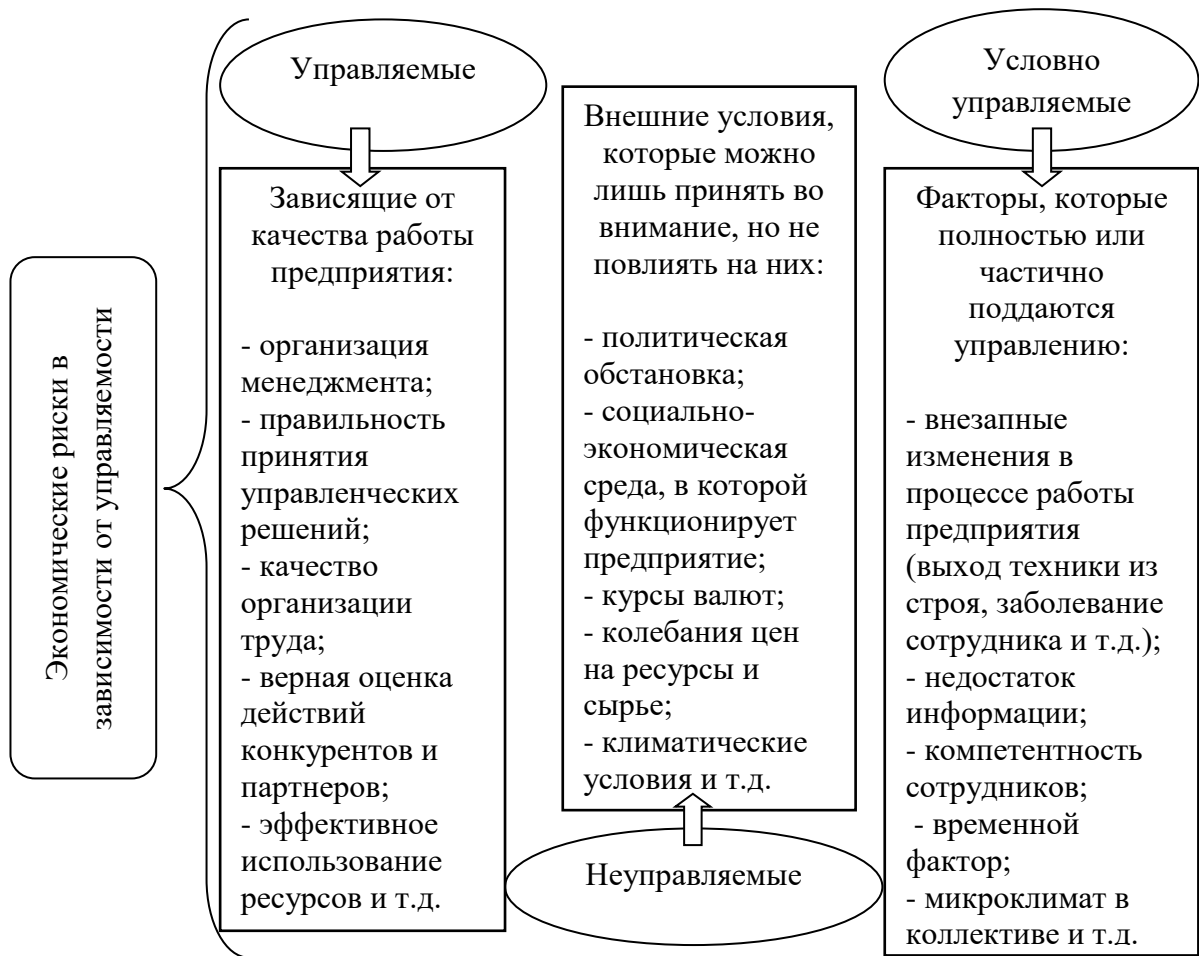 Экономические риски в
зависимости от управляемости
Управляемые
Зависящие от
качества работы
предприятия:
- организация
менеджмента;
- правильность
принятия
управленческих
решений;
- качество
организации
труда;
- верная оценка
действий
конкурентов и
партнеров;
- эффективное
использование
ресурсов и т.д.
Внешние условия,
которые можно
лишь принять во
внимание, но не
повлиять на них:
- политическая
обстановка;
- социально-
экономическая
среда, в которой
функционирует
предприятие;
- курсы валют;
- колебания цен
на ресурсы и
сырье;
- климатические
условия и т.д.
Неуправляемые
Условно
управляемые
Факторы, которые
полностью или
частично
поддаются
управлению:
- внезапные
изменения в
процессе работы
предприятия
(выход техники из
строя, заболевание
сотрудника и т.д.);
- недостаток
информации;
- компетентность
сотрудников;
- временной
фактор;
- микроклимат в
коллективе и т.д.